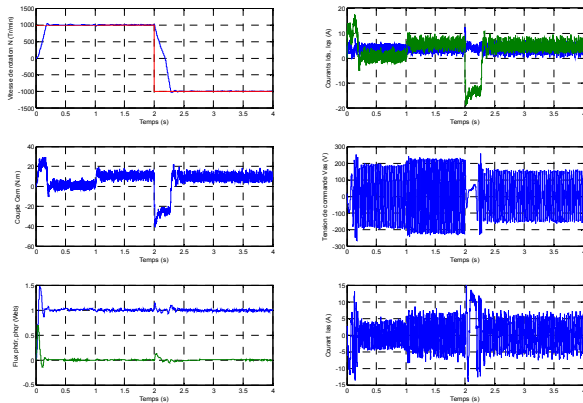 1500
1000
500
0
-500
-1000
-1500
Vitesse de rotation N (Tr/min)
0 0.5 1 1.5 2 2.5 3 3.5 4
Temps (s)
20
10
0
-10
-20
Courants Ids, Iqs (A)
0 0.5 1 1.5 2 2.5 3 3.5 4
Temps (s)
60
40
20
0
-20
-40
-60
Couple Cem (N.m)
0 0.5 1 1.5 2 2.5 3 3.5 4
Temps (s)
300
200
100
0
-100
-200
-300
Tension de commande Vas (V)
0 0.5 1 1.5 2 2.5 3 3.5 4
Temps (s)
1.5
1
0.5
0
-0.5
Flux phdr, phqr (Web)
0 0.5 1 1.5 2 2.5 3 3.5 4
Temps (s)
15
10
5
0
-5
-10
-15
Courant Ias (A)
0 0.5 1 1.5 2 2.5 3 3.5 4
Temps (s)